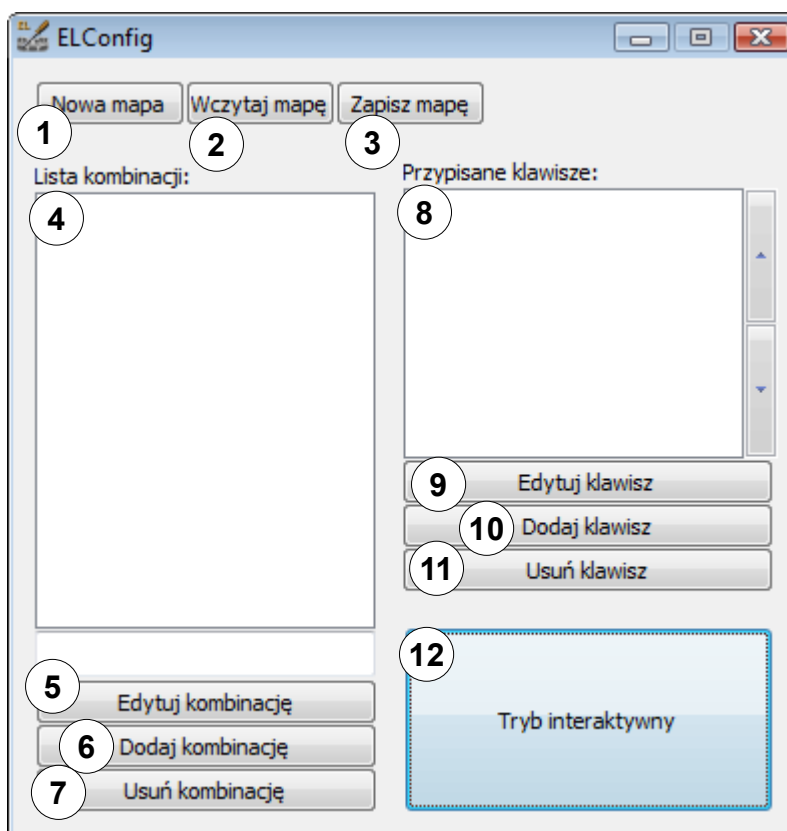 EL
ELConfig
Nowa mapa
Wczytaj mapę
Zapisz mapę
1
2
3
Lista kombinacji:
Przypisane klawisze:
4
8
9
Edytuj klawisz
10
Dodaj klawisz
11
Usuń klawisz
12
Tryb interaktywny
5
Edytuj kombinację
6
Dodaj kombinację
7
Usuń kombinację